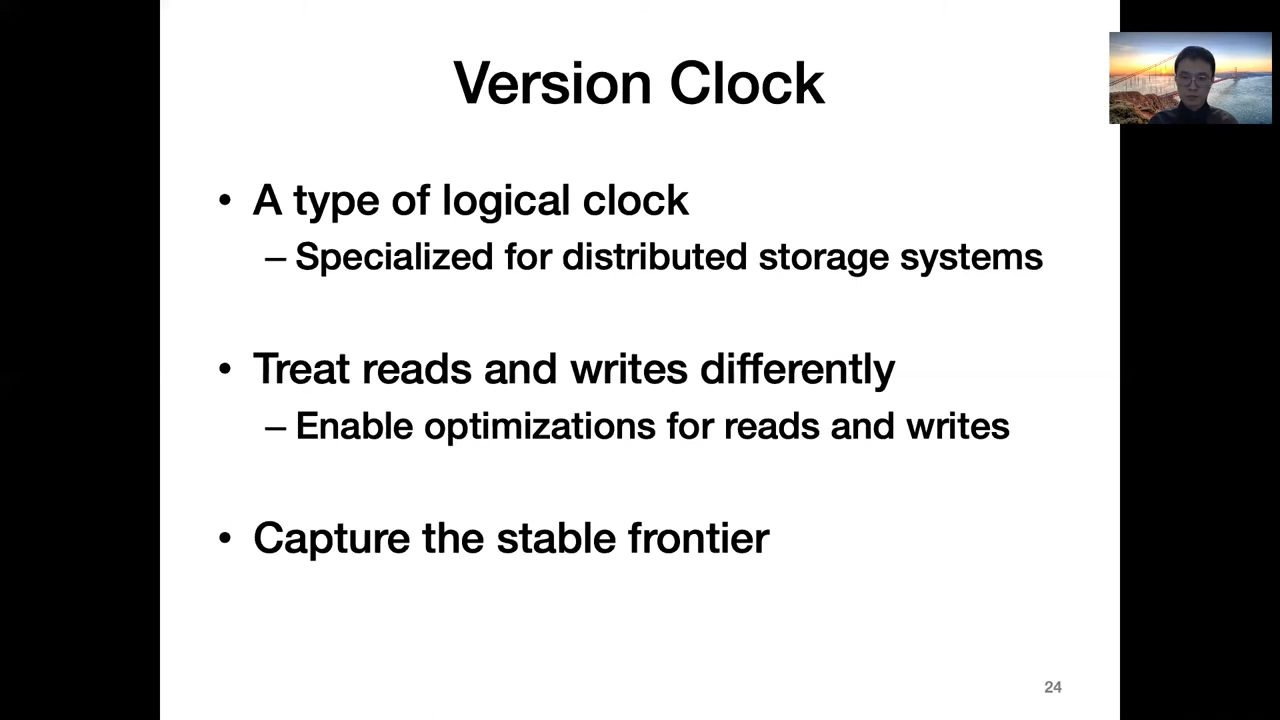 Version Clock
• A type of logical clock
– Specialized for distributed storage systems
• Treat reads and writes differently
– Enable optimizations for reads and writes
• Capture the stable frontier
24